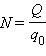 N = Q / q₀